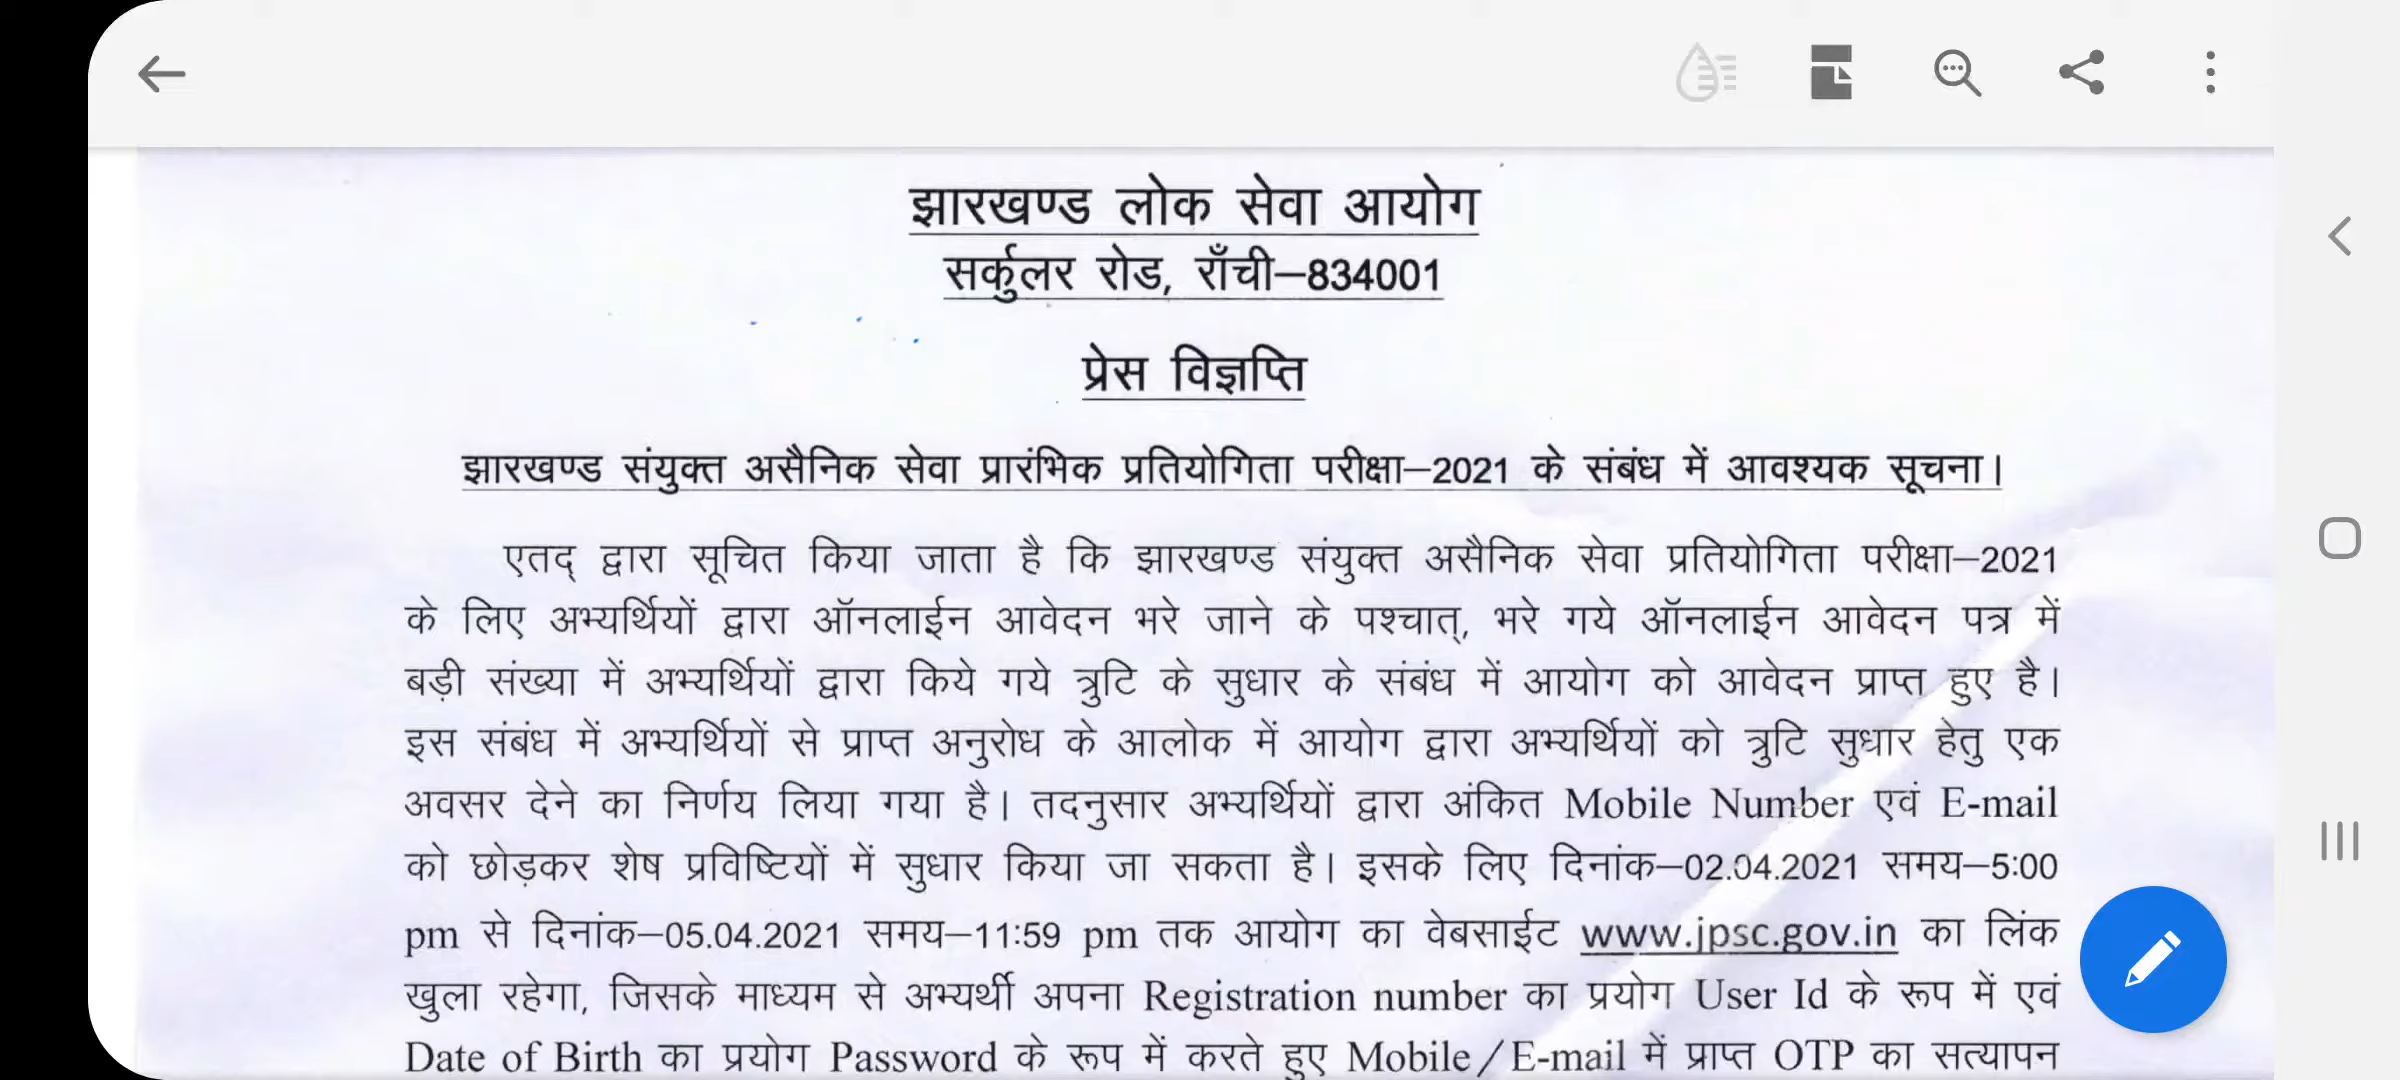 झारखण्ड लोक सेवा आयोग
सर्कुलर रोड, राँची–834001
प्रेस विज्ञप्ति
झारखण्ड संयुक्त असैनिक सेवा प्रारंभिक प्रतियोगिता परीक्षा–2021 के संबंध में आवश्यक सूचना।
एतद् द्वारा सूचित किया जाता है कि झारखण्ड संयुक्त असैनिक सेवा प्रतियोगिता परीक्षा–2021
के लिए अभ्यर्थियों द्वारा ऑनलाईन आवेदन भरे जाने के पश्चात्, भरे गये ऑनलाईन आवेदन पत्र में
बड़ी संख्या में अभ्यर्थियों द्वारा किये गये त्रुटि के सुधार के संबंध में आयोग को आवेदन प्राप्त हुए है।
इस संबंध में अभ्यर्थियों से प्राप्त अनुरोध के आलोक में आयोग द्वारा अभ्यर्थियों को त्रुटि सुधार हेतु एक
अवसर देने का निर्णय लिया गया है। तदनुसार अभ्यर्थियों द्वारा अंकित Mobile Number एवं E-mail
को छोड़कर शेष प्रविष्टियों में सुधार किया जा सकता है। इसके लिए दिनांक–02.04.2021 समय–5:00
pm से दिनांक–05.04.2021 समय–11:59 pm तक आयोग का वेबसाईट www.jpsc.gov.in का लिंक
खुला रहेगा, जिसके माध्यम से अभ्यर्थी अपना Registration number का प्रयोग User Id के रूप में एवं
Date of Birth का प्रयोग Password के रूप में करते हुए Mobile/E-mail में प्राप्त OTP का सत्यापन